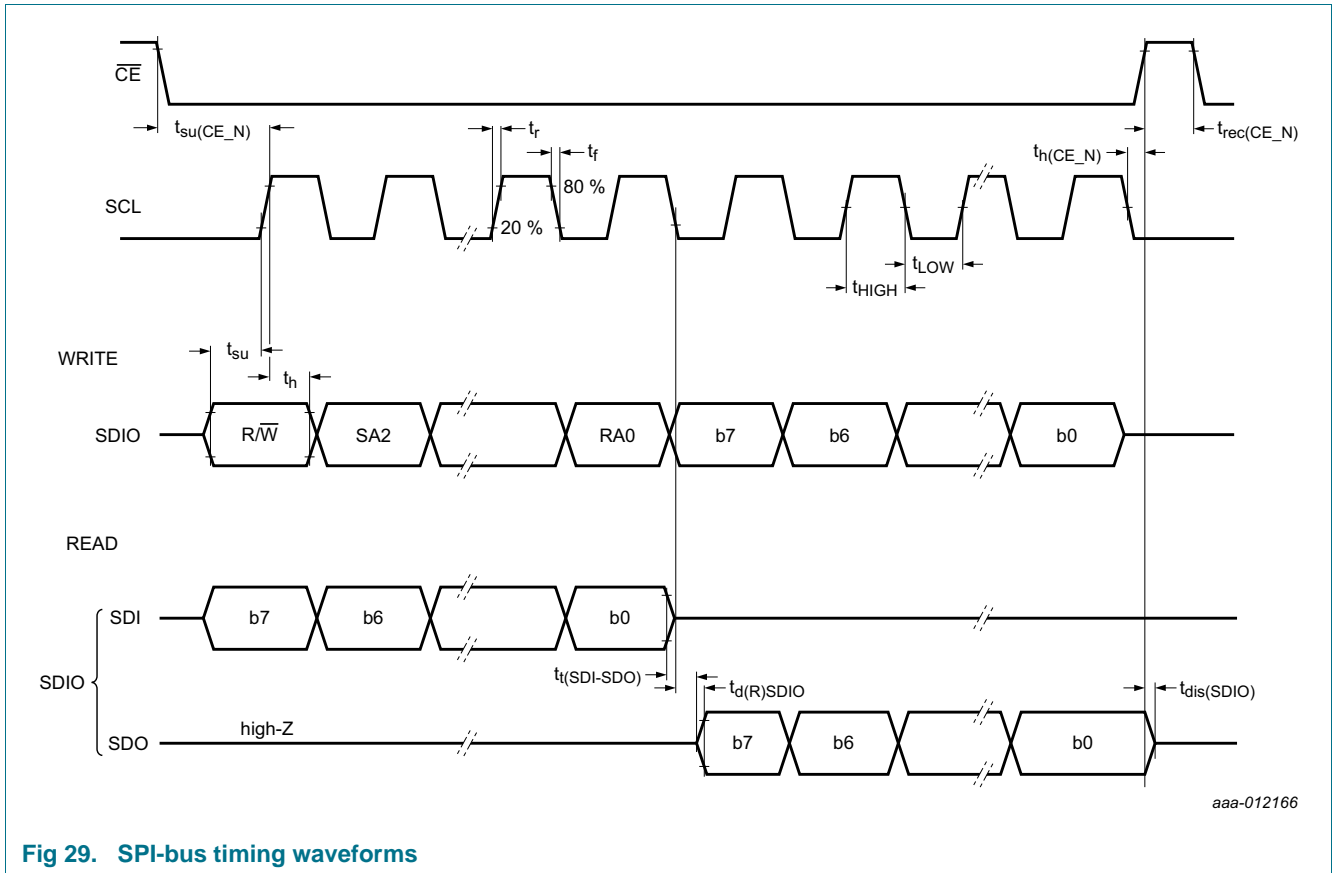 CE
tsu(CE_N)
tr
tf
th(CE_N)
trec(CE_N)
SCL
80 %
20 %
tLOW
tHIGH
WRITE
tsu
th
SDIO
R/W
SA2
RA0
b7
b6
b0
READ
SDI
b7
b6
b0
SDIO
tt(SDI-SDO)
td(R)SDIO
tdis(SDIO)
SDO
high-Z
b7
b6
b0
aaa-012166
Fig 29. SPI-bus timing waveforms